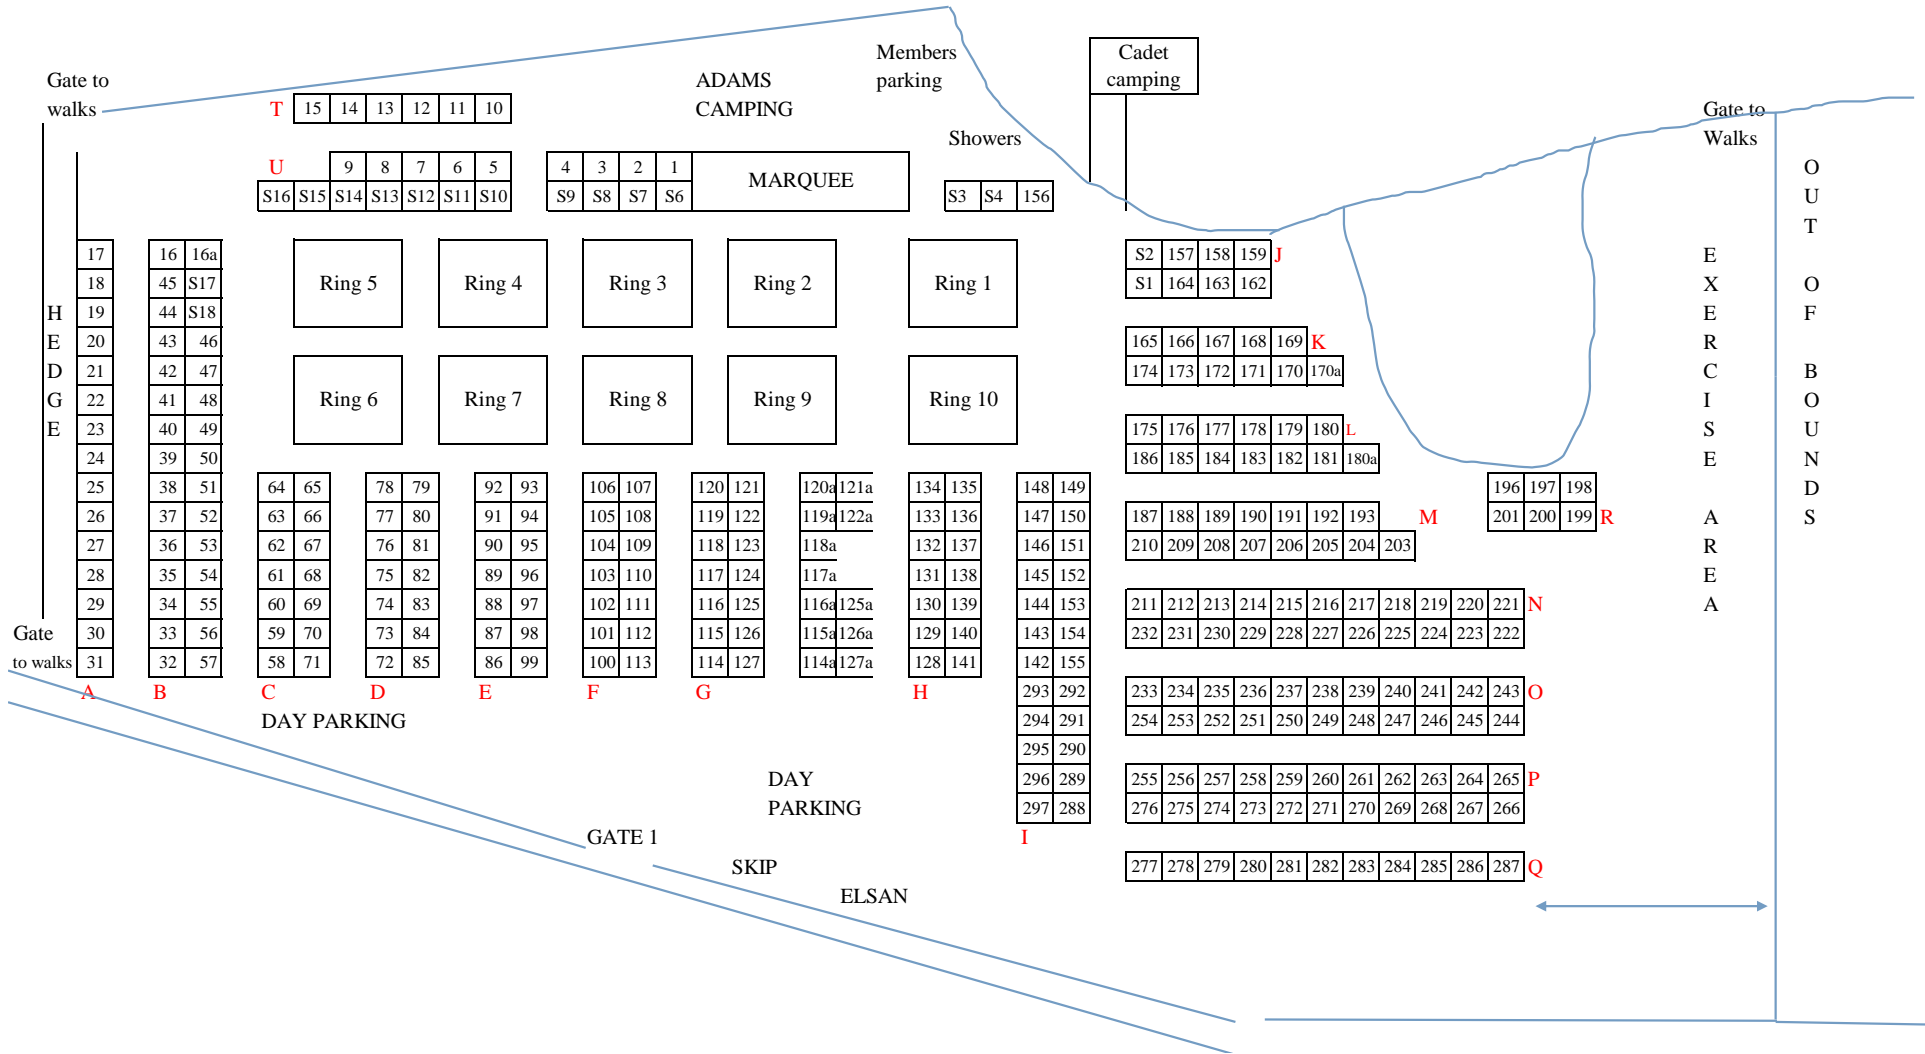 Members
parking
Cadet
camping
Gate to
walks
ADAMS
CAMPING
T 15 14 13 12 11 10
Gate to
Walks
Showers
U 9 8 7 6 5 4 3 2 1
MARQUEE
S16 S15 S14 S13 S12 S11 S10 S9 S8 S7 S6
S3 S4 156
OUT OF BOUNDS
EXERCISE AREA
HEDGE
17
18
19
20
21
22
23
24
25
26
27
28
29
30
31
A
16 16a
45 S17
44 S18
43 46
42 47
41 48
40 49
39 50
38 51
37 52
36 53
35 54
34 55
33 56
32 57
B
Ring 5 Ring 4 Ring 3 Ring 2 Ring 1
Ring 6 Ring 7 Ring 8 Ring 9 Ring 10
64 65
63 66
62 67
61 68
60 69
59 70
58 71
C
78 79
77 80
76 81
75 82
74 83
73 84
72 85
D
92 93
91 94
90 95
89 96
88 97
87 98
86 99
E
106 107
105 108
104 109
103 110
102 111
101 112
100 113
F
120 121
119 122
118 123
117 124
116 125
115 126
114 127
G
120a 121a
119a 122a
118a
117a
116a 125a
115a 126a
114a 127a
134 135
133 136
132 137
131 138
130 139
129 140
128 141
H
148 149
147 150
146 151
145 152
144 153
143 154
142 155
293 292
294 291
295 290
296 289
297 288
I
S2 157 158 159 J
S1 164 163 162
165 166 167 168 169 K
174 173 172 171 170 170a
175 176 177 178 179 180 L
186 185 184 183 182 181 180a
187 188 189 190 191 192 193 M
210 209 208 207 206 205 204 203
196 197 198
201 200 199 R
211 212 213 214 215 216 217 218 219 220 221 N
232 231 230 229 228 227 226 225 224 223 222
233 234 235 236 237 238 239 240 241 242 243 O
254 253 252 251 250 249 248 247 246 245 244
255 256 257 258 259 260 261 262 263 264 265 P
276 275 274 273 272 271 270 269 268 267 266
277 278 279 280 281 282 283 284 285 286 287 Q
Gate
to walks
DAY PARKING
DAY
PARKING
GATE 1
SKIP
ELSAN